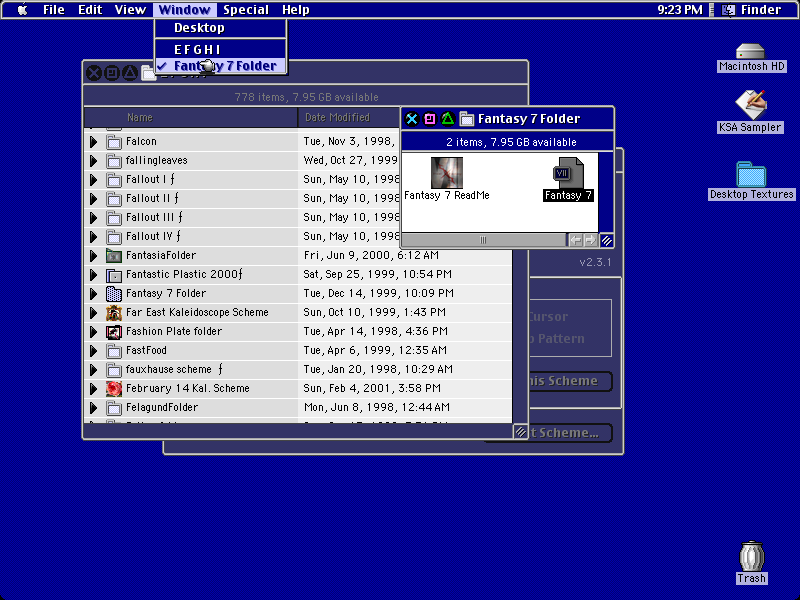 File Edit View Window Special Help 9:23 PM Finder
Desktop
E F G H I
✓ Fantasy 7 Folder
778 items, 7.95 GB available
Name Date Modified
Falcon Tue, Nov 3, 1998,
fallingleaves Wed, Oct 27, 1999
Fallout I ƒ Sun, May 10, 1998
Fallout II ƒ Sun, May 10, 1998
Fallout III ƒ Sun, May 10, 1998
Fallout IV ƒ Sun, May 10, 1998
FantasiaFolder Fri, Jun 9, 2000, 6:12 AM
Fantastic Plastic 2000ƒ Sat, Sep 25, 1999, 10:54 PM
Fantasy 7 Folder Tue, Dec 14, 1999, 10:09 PM
Far East Kaleidoscope Scheme Sun, Oct 10, 1999, 1:43 PM
Fashion Plate folder Tue, Apr 14, 1998, 4:36 PM
FastFood Tue, Apr 6, 1999, 12:35 AM
fauxhause scheme ƒ Tue, Jan 20, 1998, 10:29 AM
February 14 Kal. Scheme Sun, Feb 4, 2001, 3:58 PM
FelagundFolder Mon, Jun 8, 1998, 12:44 AM
Fantasy 7 Folder
2 items, 7.95 GB available
VII
Fantasy 7 ReadMe Fantasy 7
v2.3.1
Cursor
Pattern
his Scheme
t Scheme...
Macintosh HD
KSA Sampler
Desktop Textures
Trash